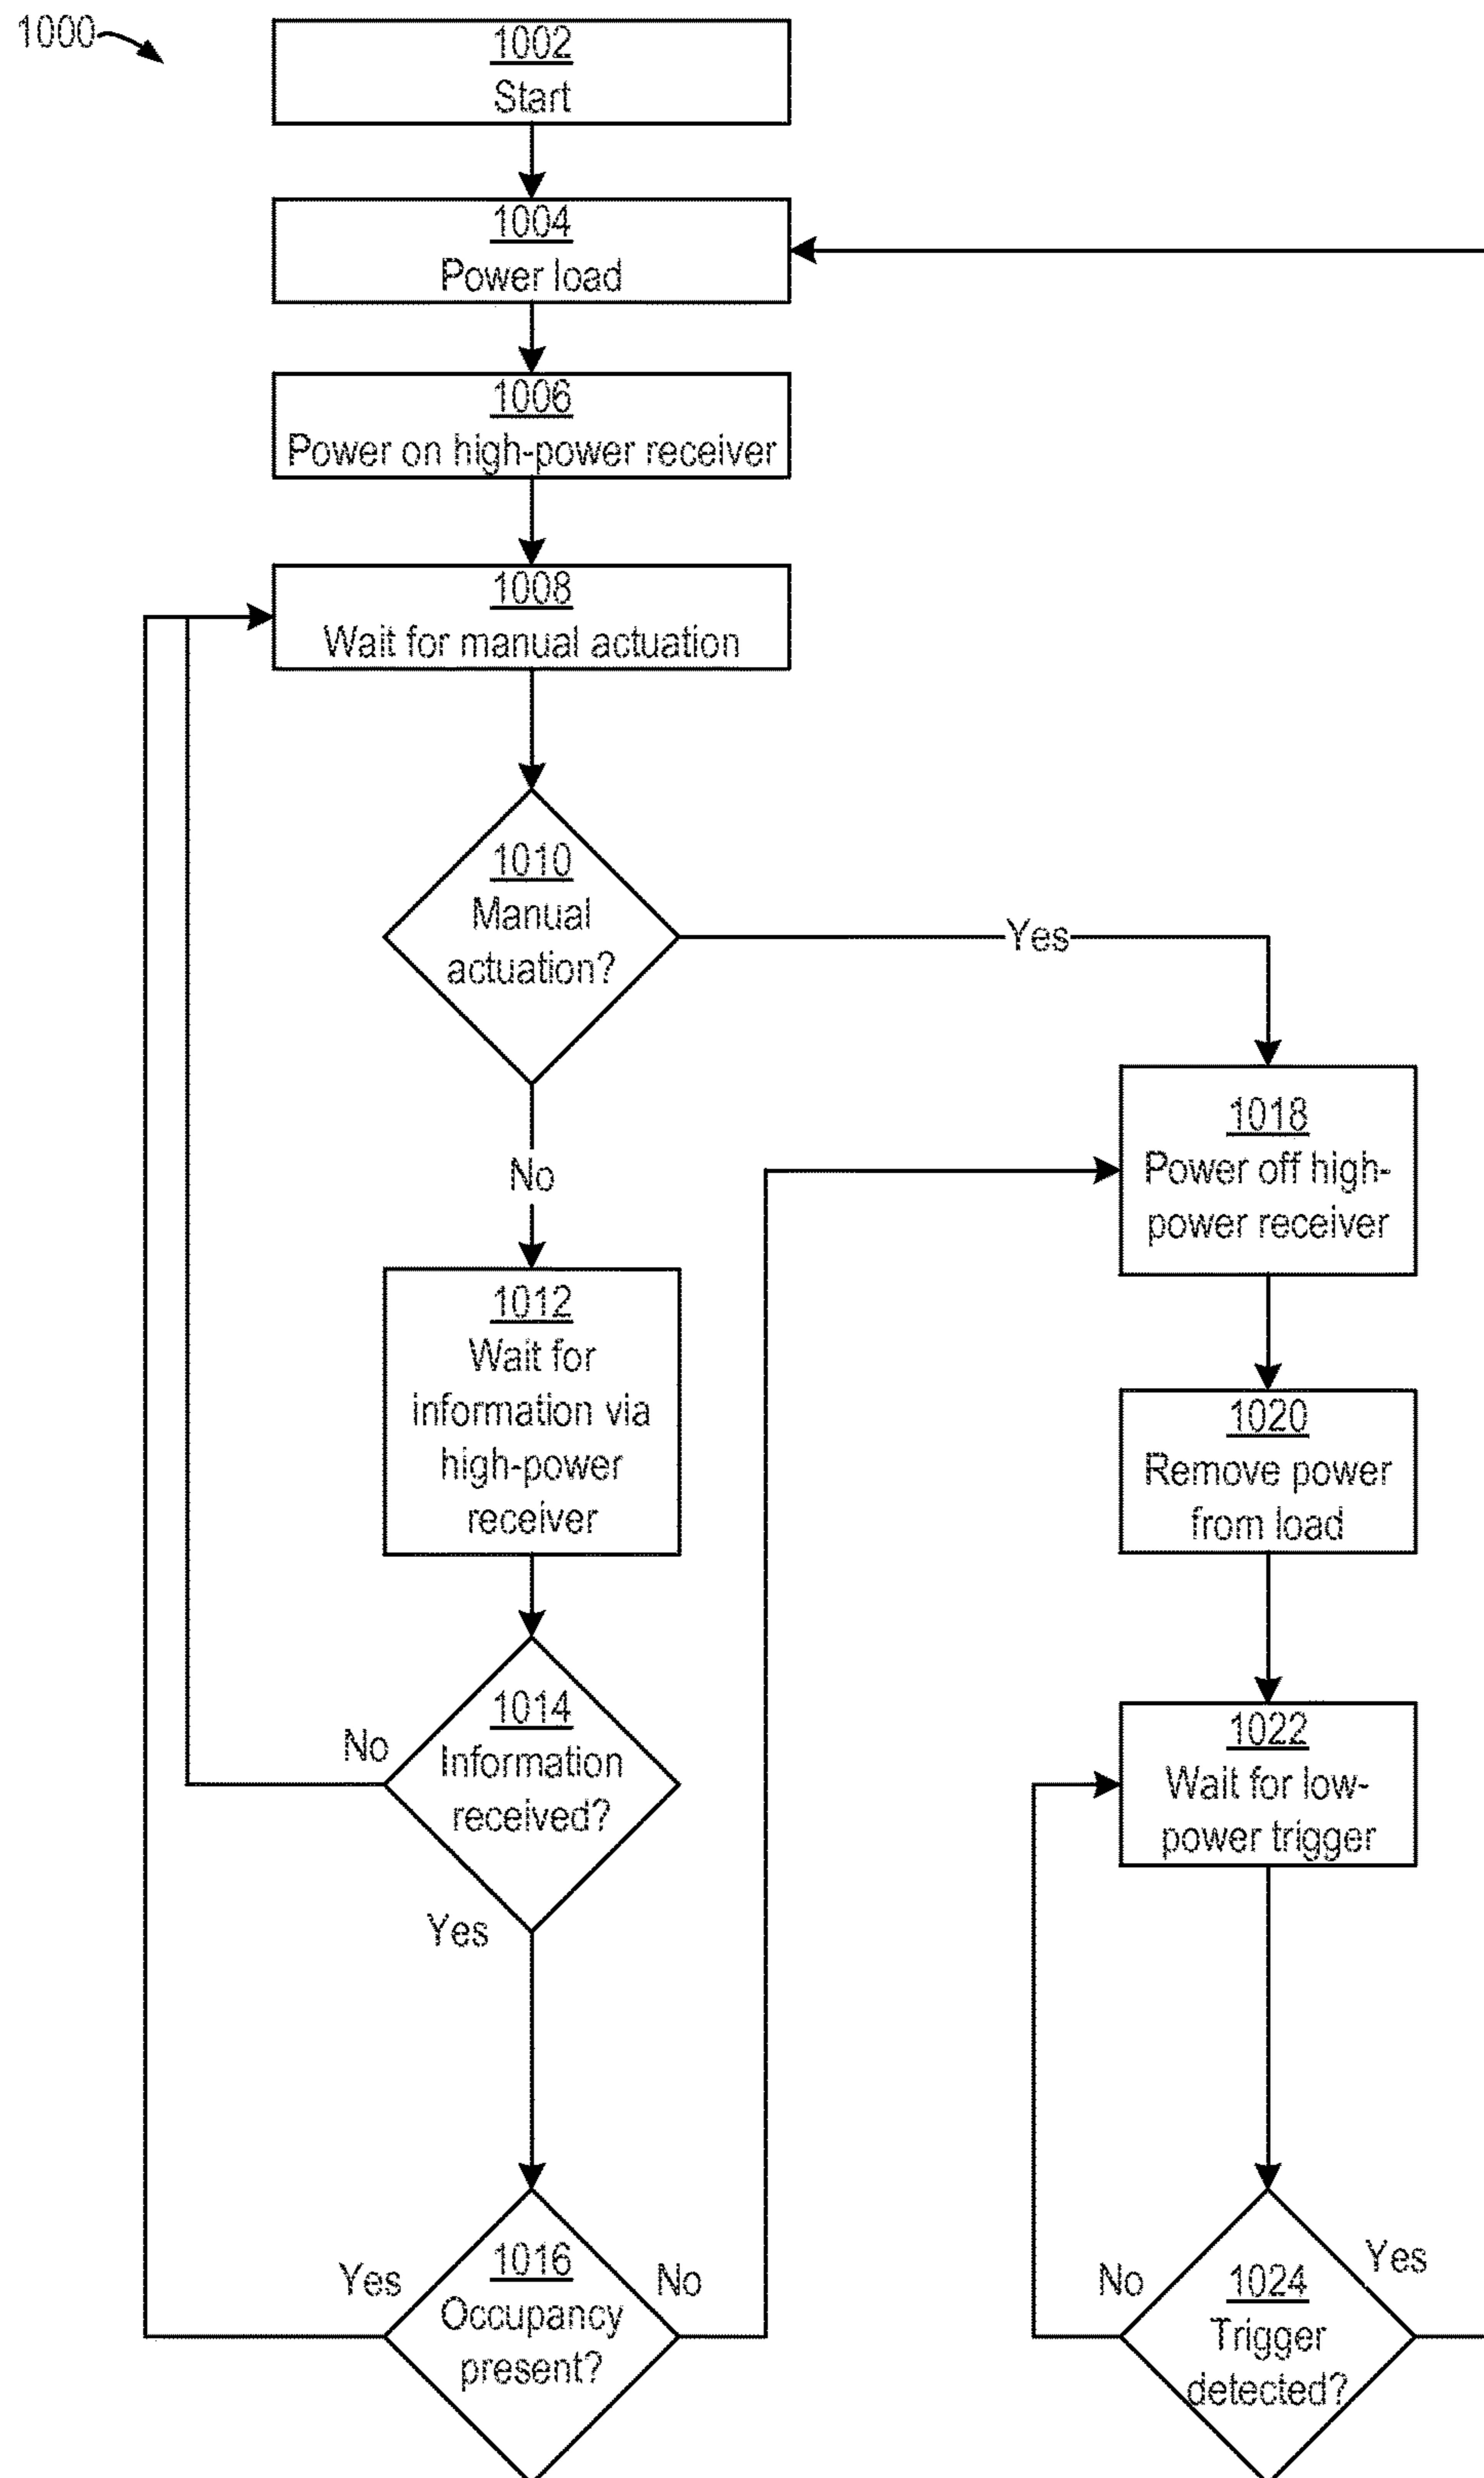 1000
1002
Start
1004
Power load
1006
Power on high-power receiver
1008
Wait for manual actuation
1010
Manual
actuation?
Yes
No
1012
Wait for
information via
high-power
receiver
1014
Information
received?
No
Yes
1016
Occupancy
present?
Yes
No
1018
Power off high-
power receiver
1020
Remove power
from load
1022
Wait for low-
power trigger
1024
Trigger
detected?
No
Yes